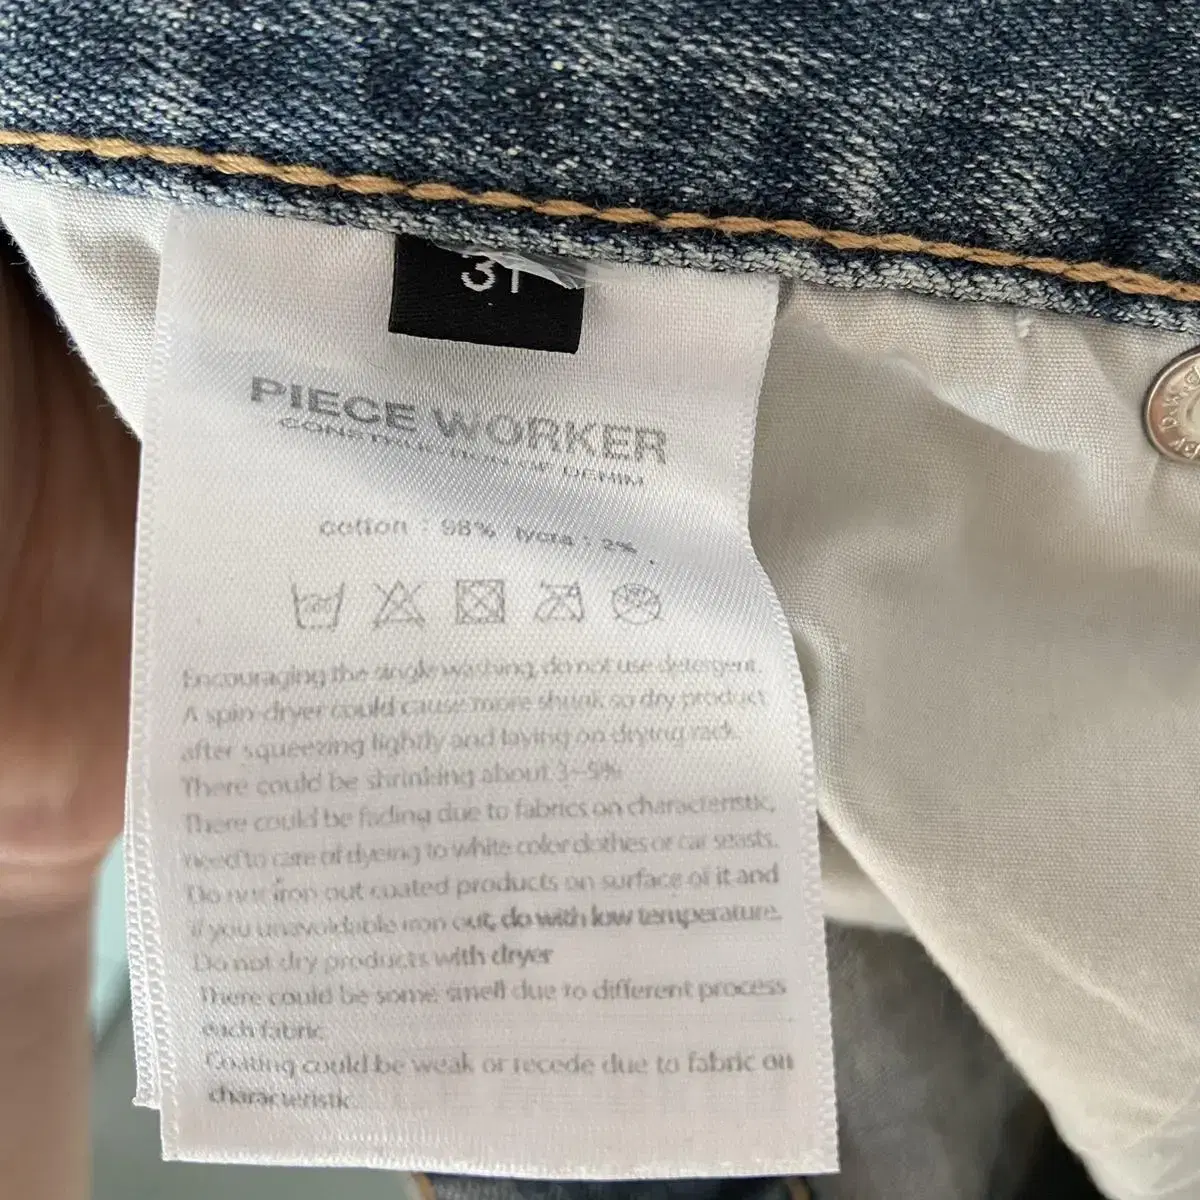 31
PIECE WORKER
CONSTRUCTION OF DENIM
cotton : 98% lycra : 2%
Encouraging the single washing, do not use detergent.
A spin-dryer could cause more shunk so dry product
after squeezing lightly and laying on drying rack.
There could be shrinking about 3~5%
There could be fading due to fabrics on characteristic,
need to care of dyeing to white color clothes or car seasts.
Do not iron out coated products on surface of it and
if you unavoidable iron out, do with low temperature.
Do not dry products with dryer
There could be some smell due to different process
each fabric.
Coating could be weak or recede due to fabric on
characteristic.